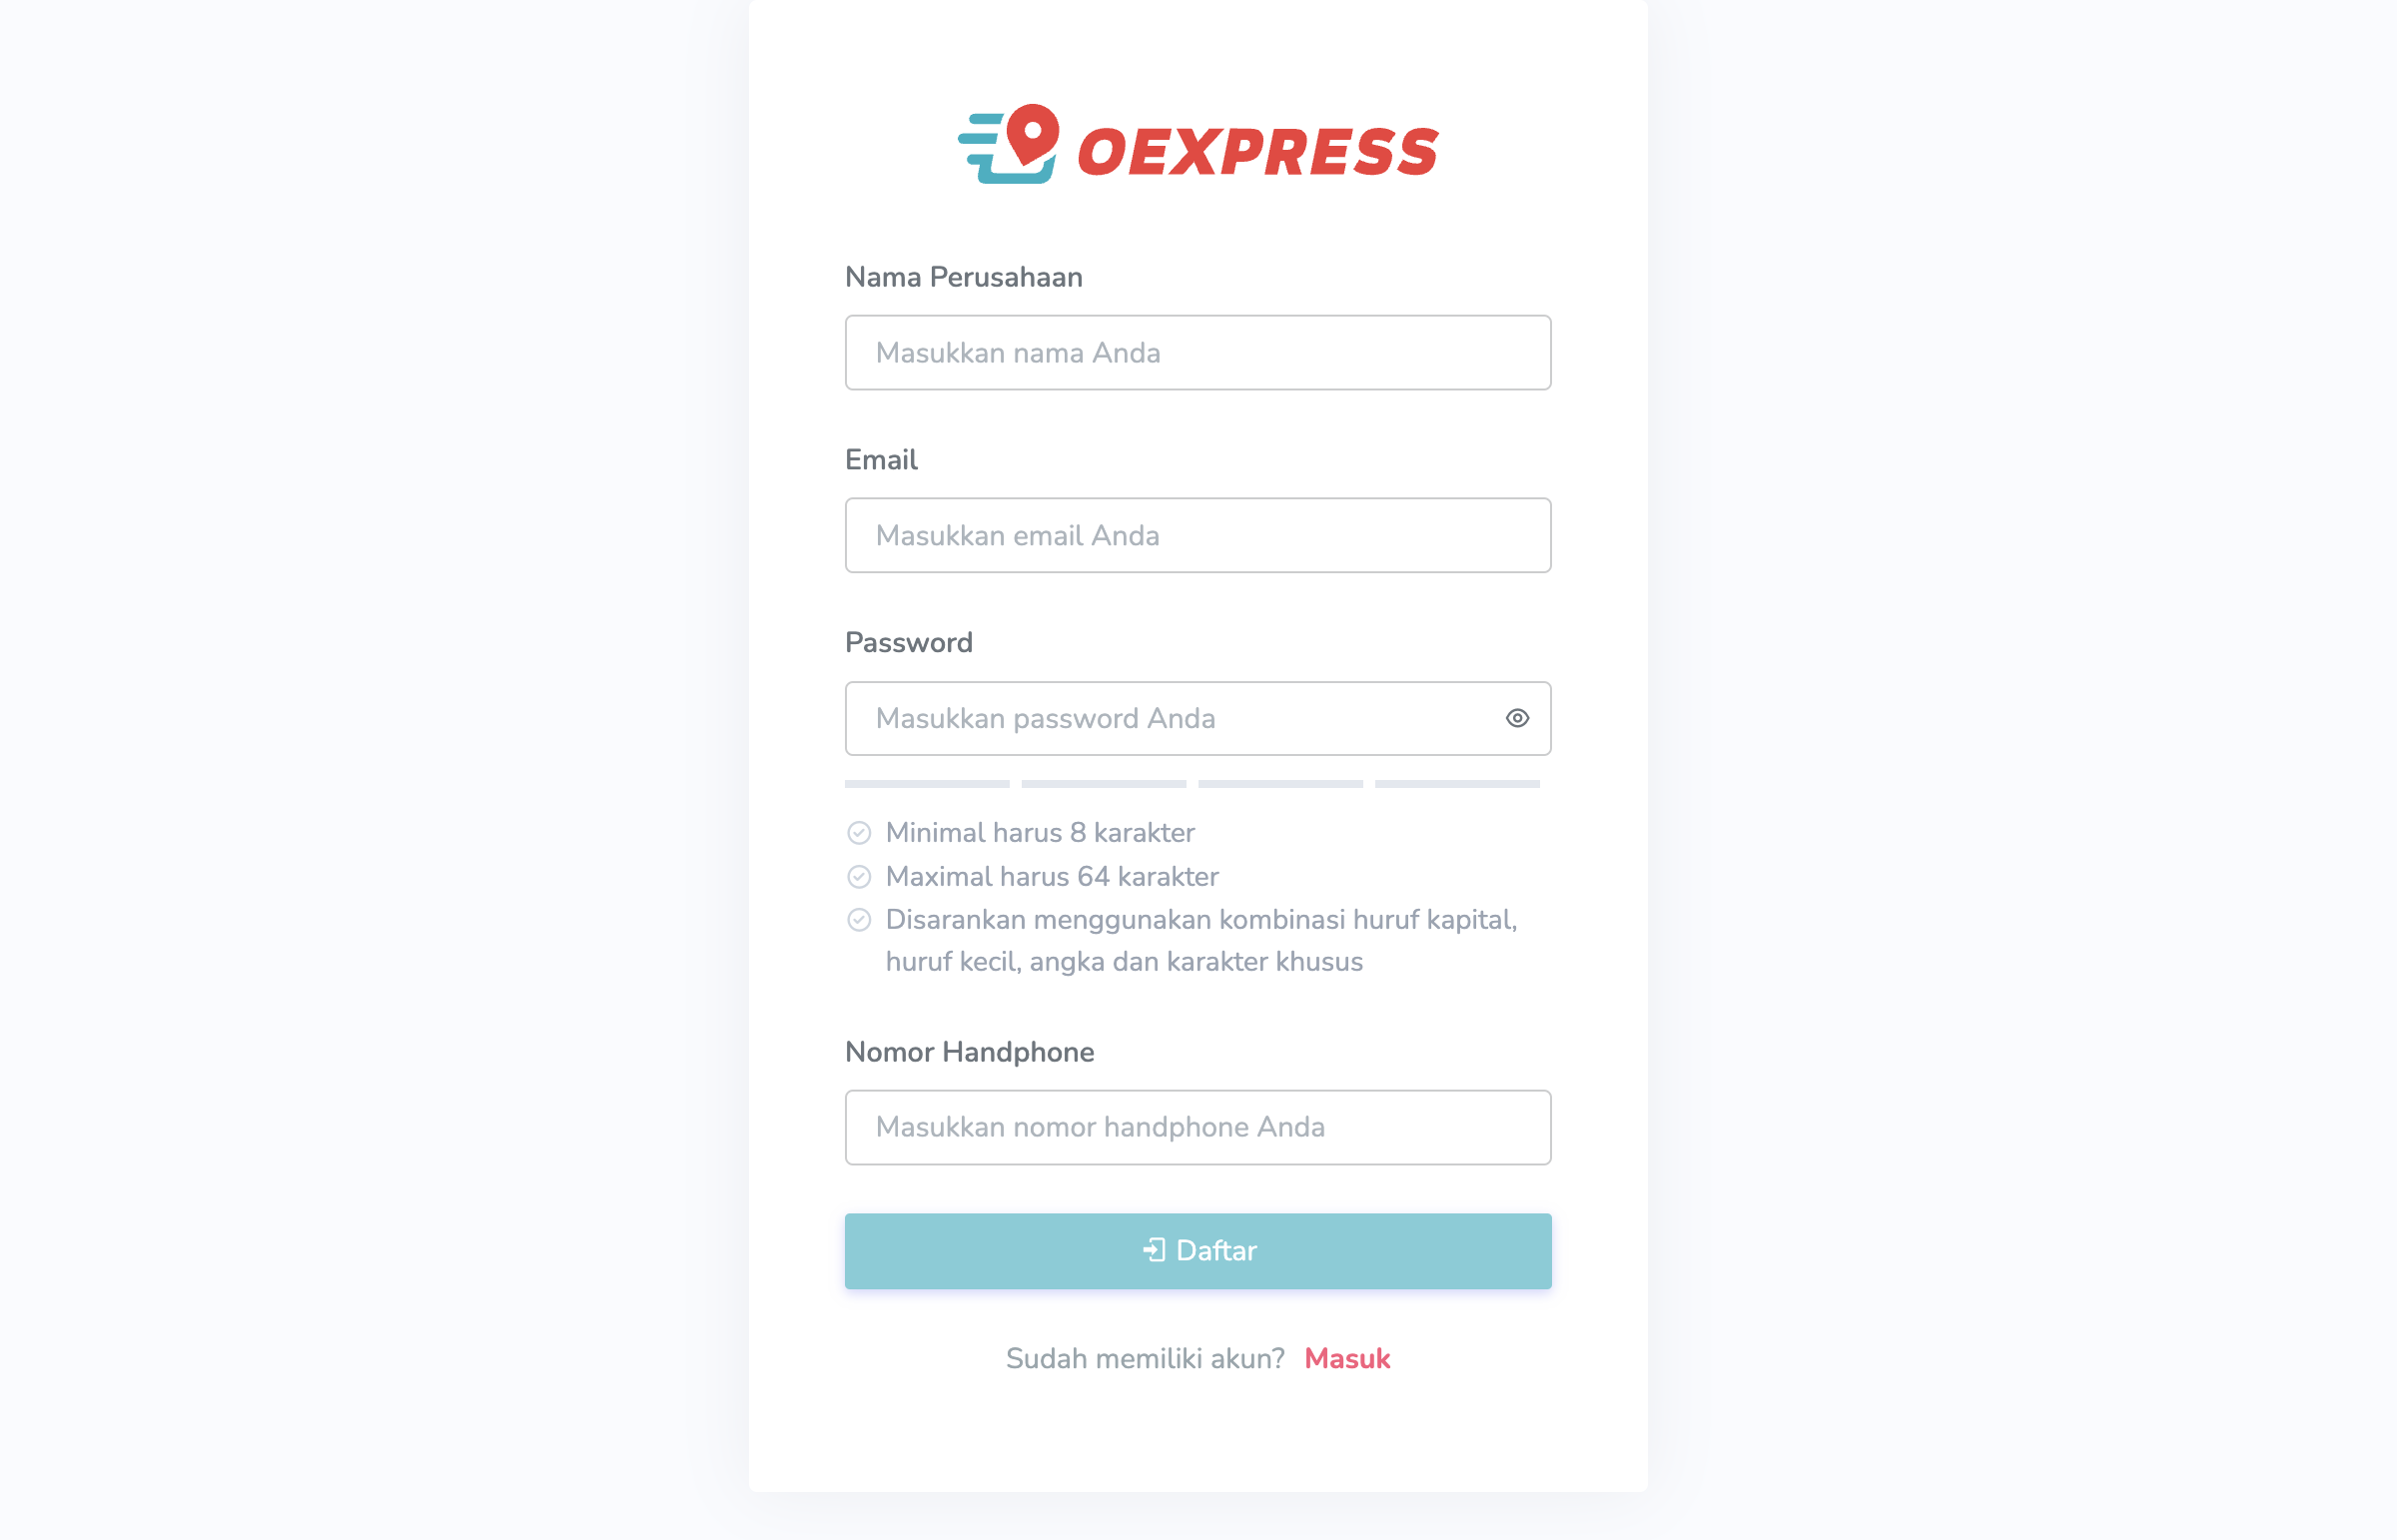 OEXPRESS
Nama Perusahaan
Masukkan nama Anda
Email
Masukkan email Anda
Password
Masukkan password Anda
Minimal harus 8 karakter
Maximal harus 64 karakter
Disarankan menggunakan kombinasi huruf kapital,
huruf kecil, angka dan karakter khusus
Nomor Handphone
Masukkan nomor handphone Anda
Daftar
Sudah memiliki akun? Masuk